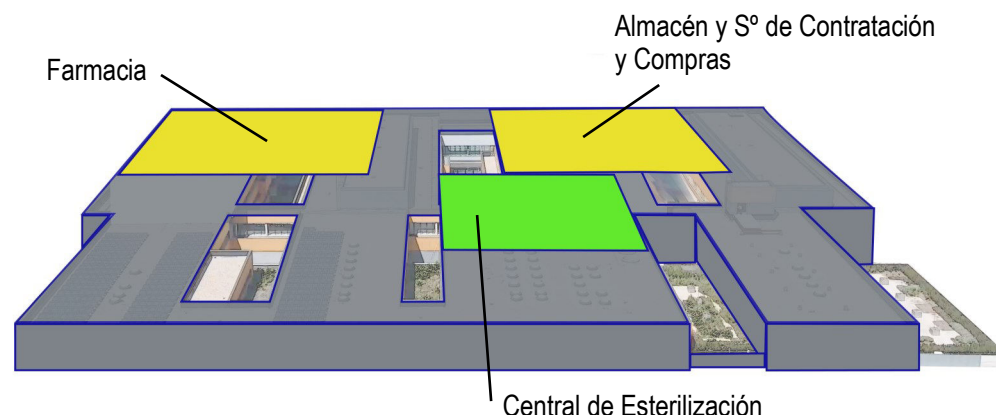 Almacén y Sº de Contratación
y Compras
Farmacia
Central de Esterilización